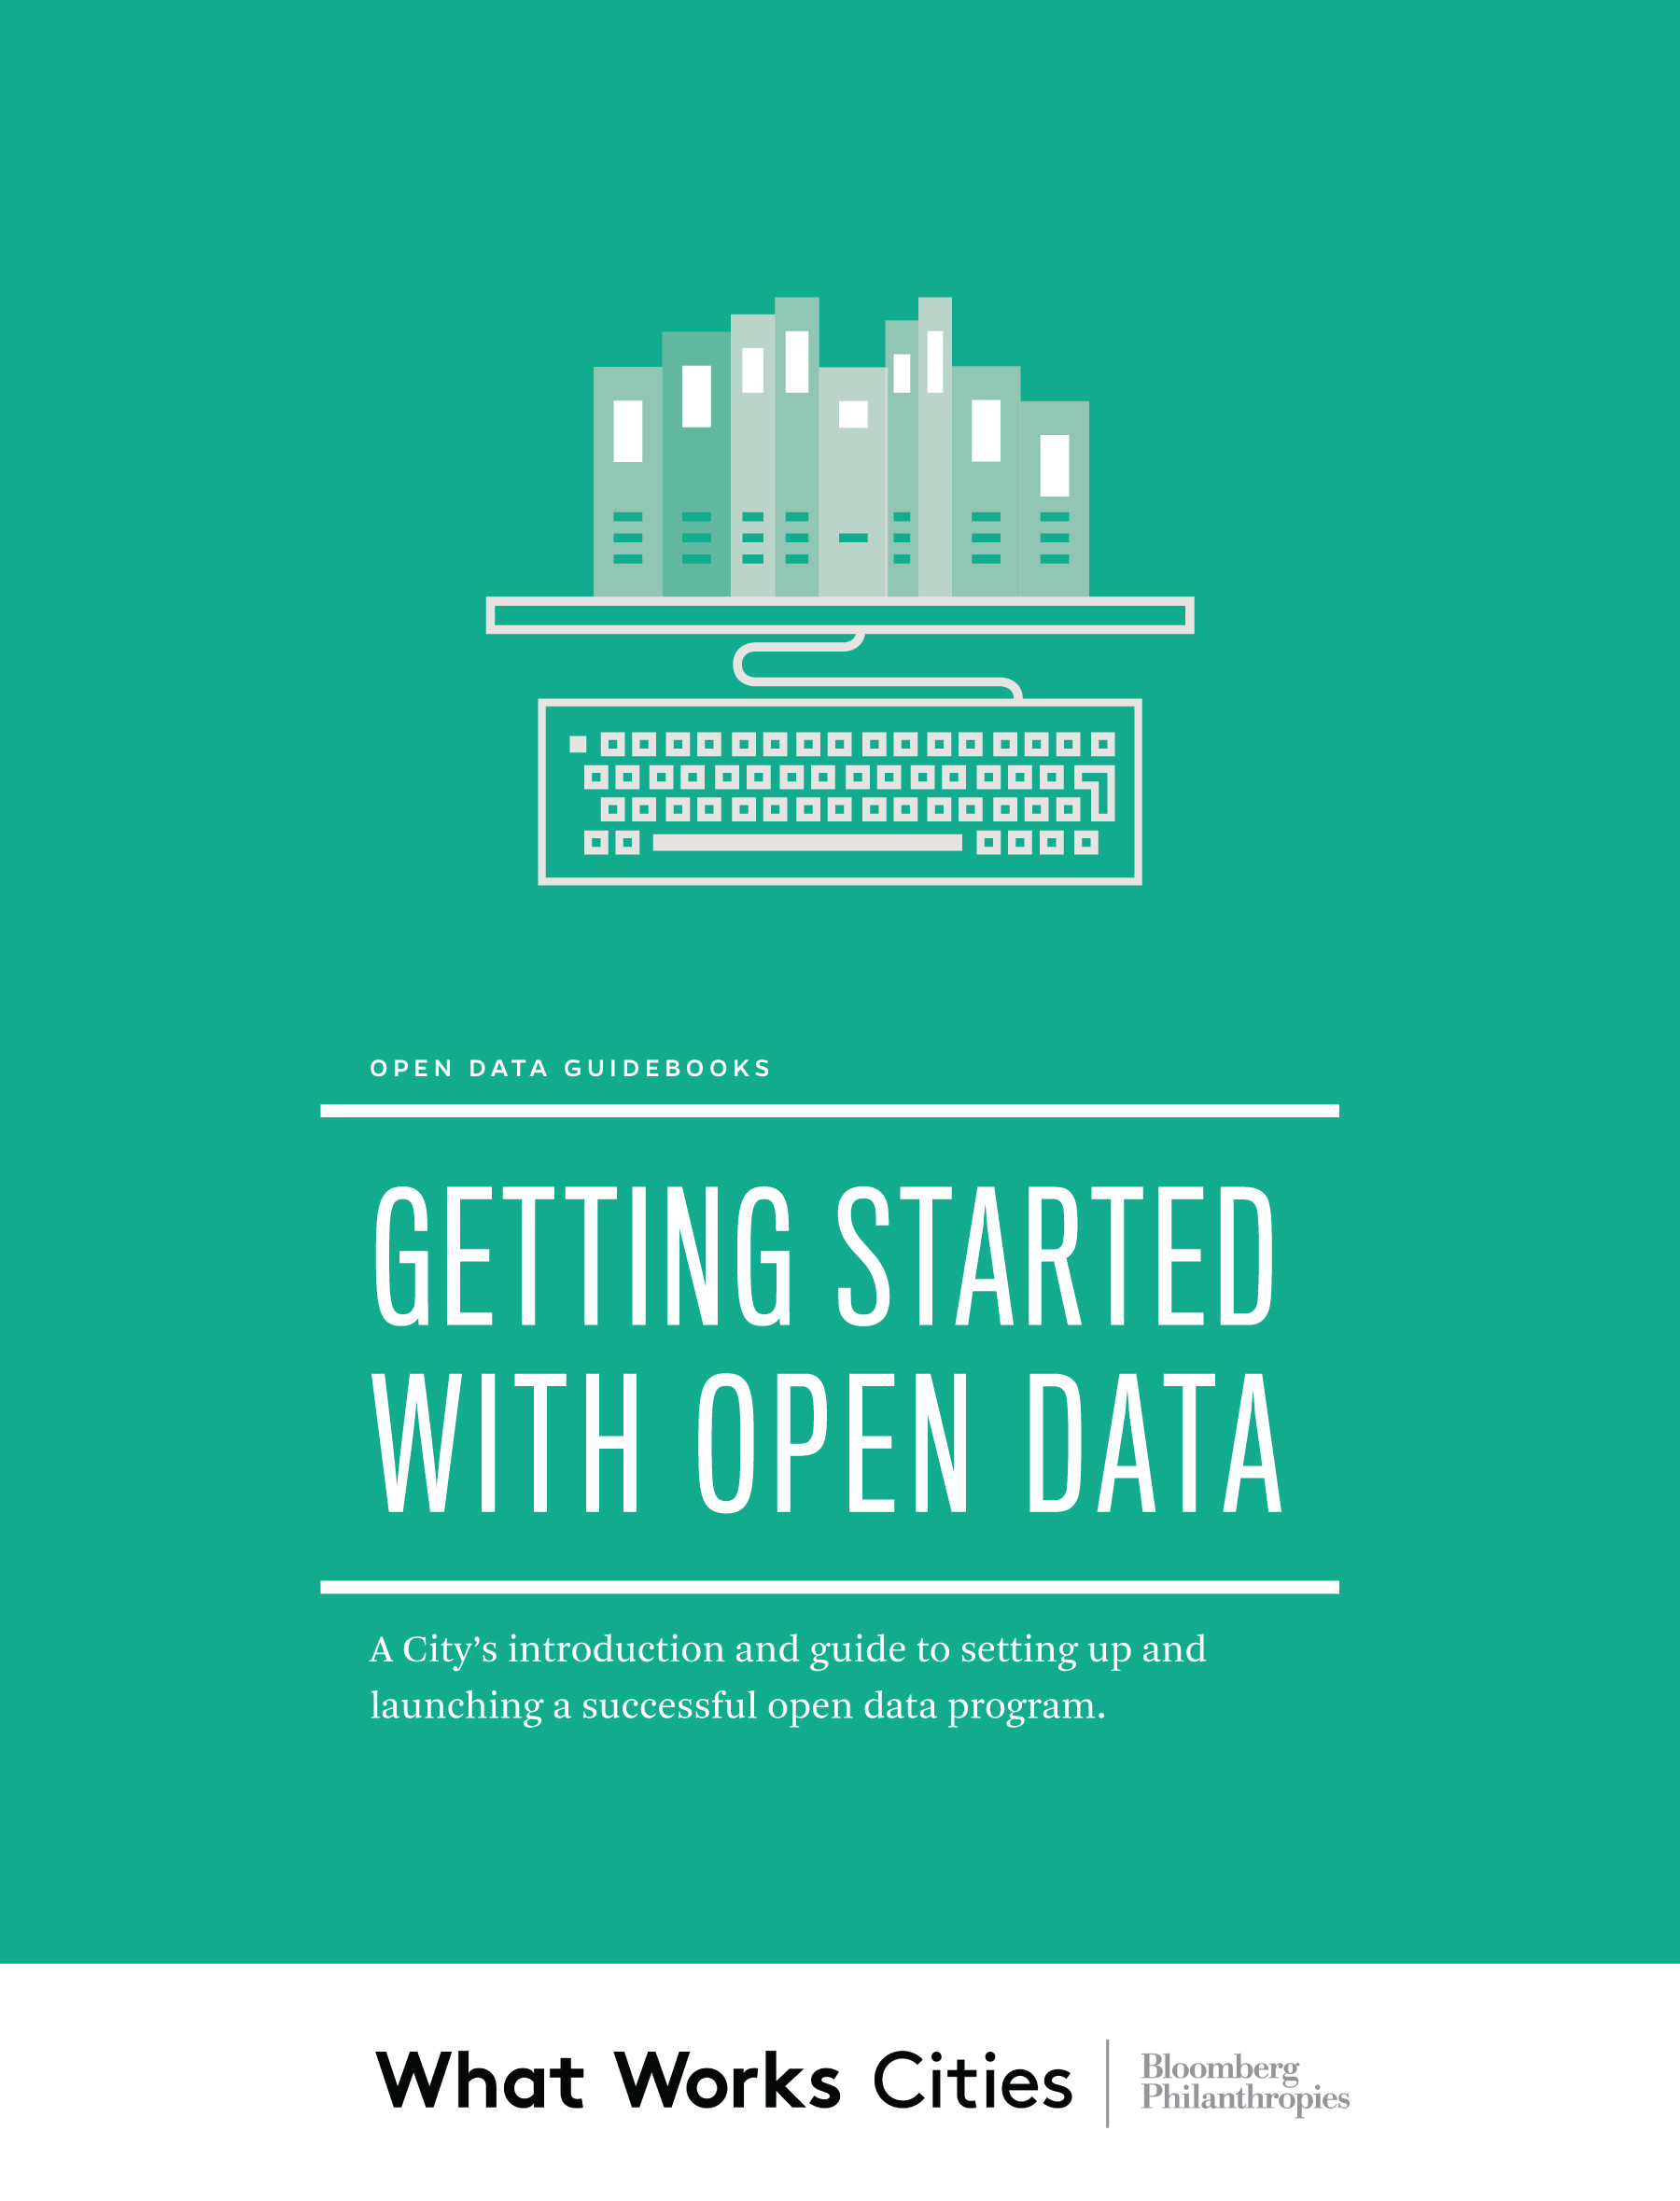 OPEN DATA GUIDEBOOKS
GETTING STARTED
WITH OPEN DATA
A City’s introduction and guide to setting up and
launching a successful open data program.
What Works Cities
Bloomberg
Philanthropies